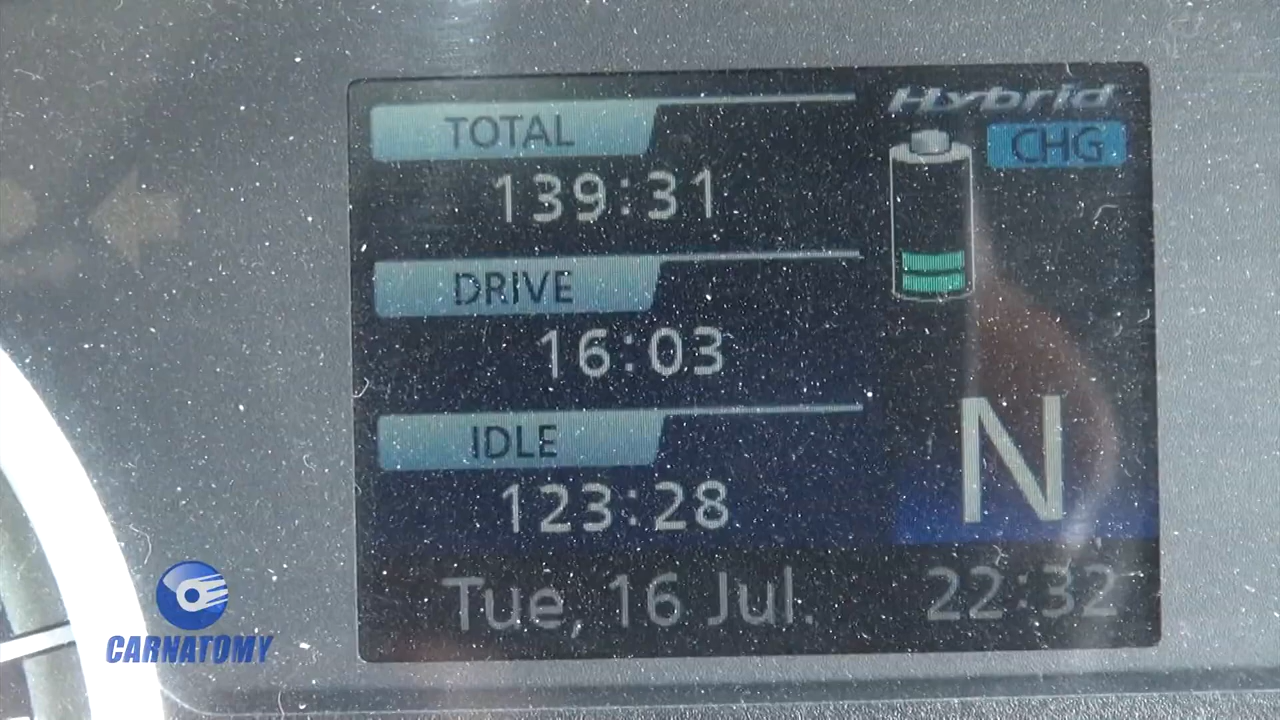 Hybrid
TOTAL
CHG
139:31
DRIVE
16:03
IDLE
123:28
N
Tue, 16 Jul. 22:32
CARNATOMY